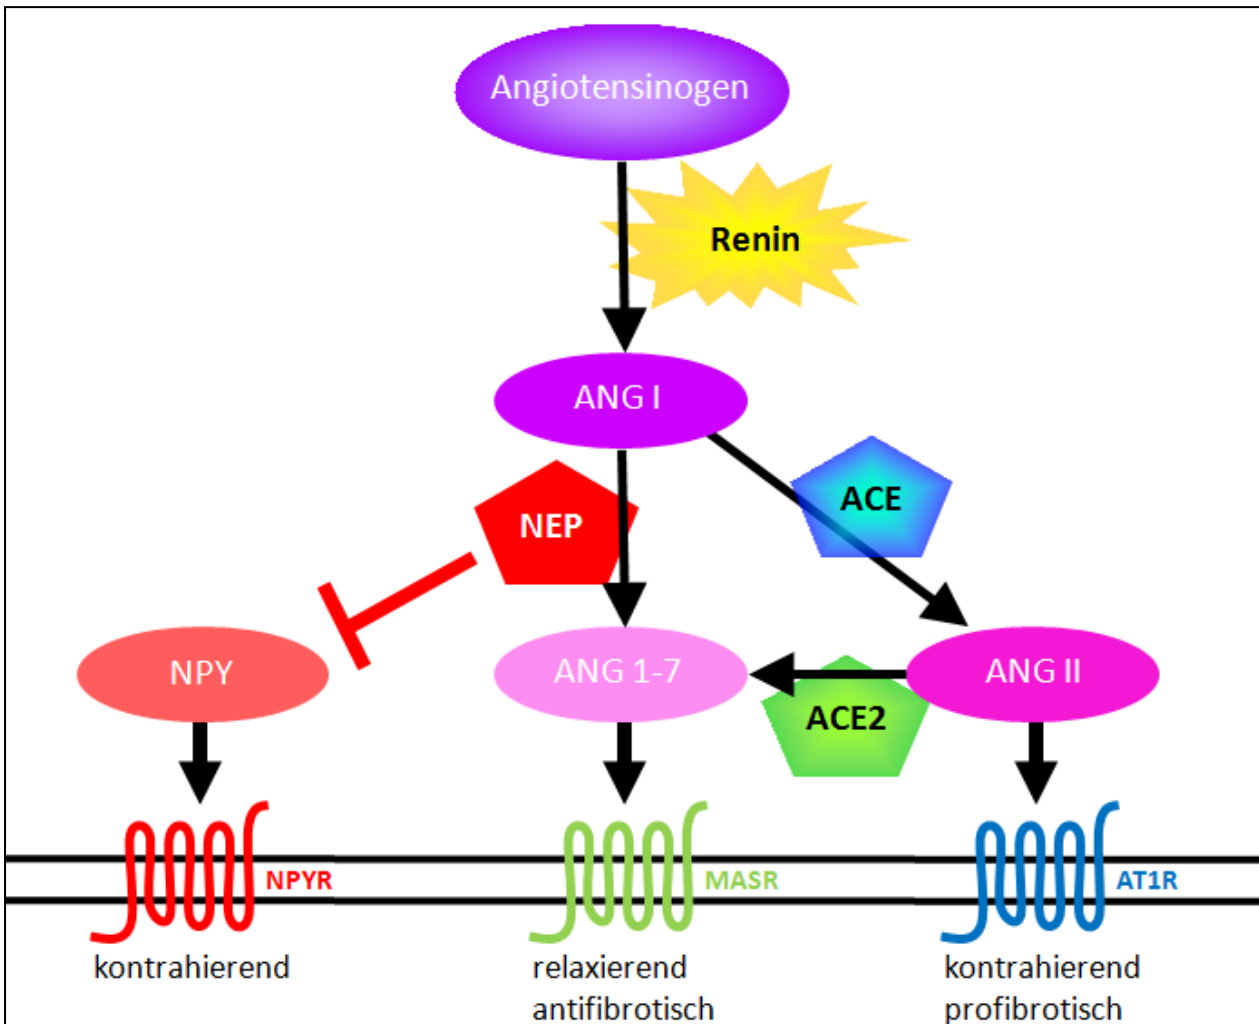 Angiotensinogen
Renin
ANG I
ACE
NEP
NPY
ANG 1-7
ANG II
ACE2
NPYR
MASR
AT1R
kontrahierend
relaxierend
antifibrotisch
kontrahierend
profibrotisch